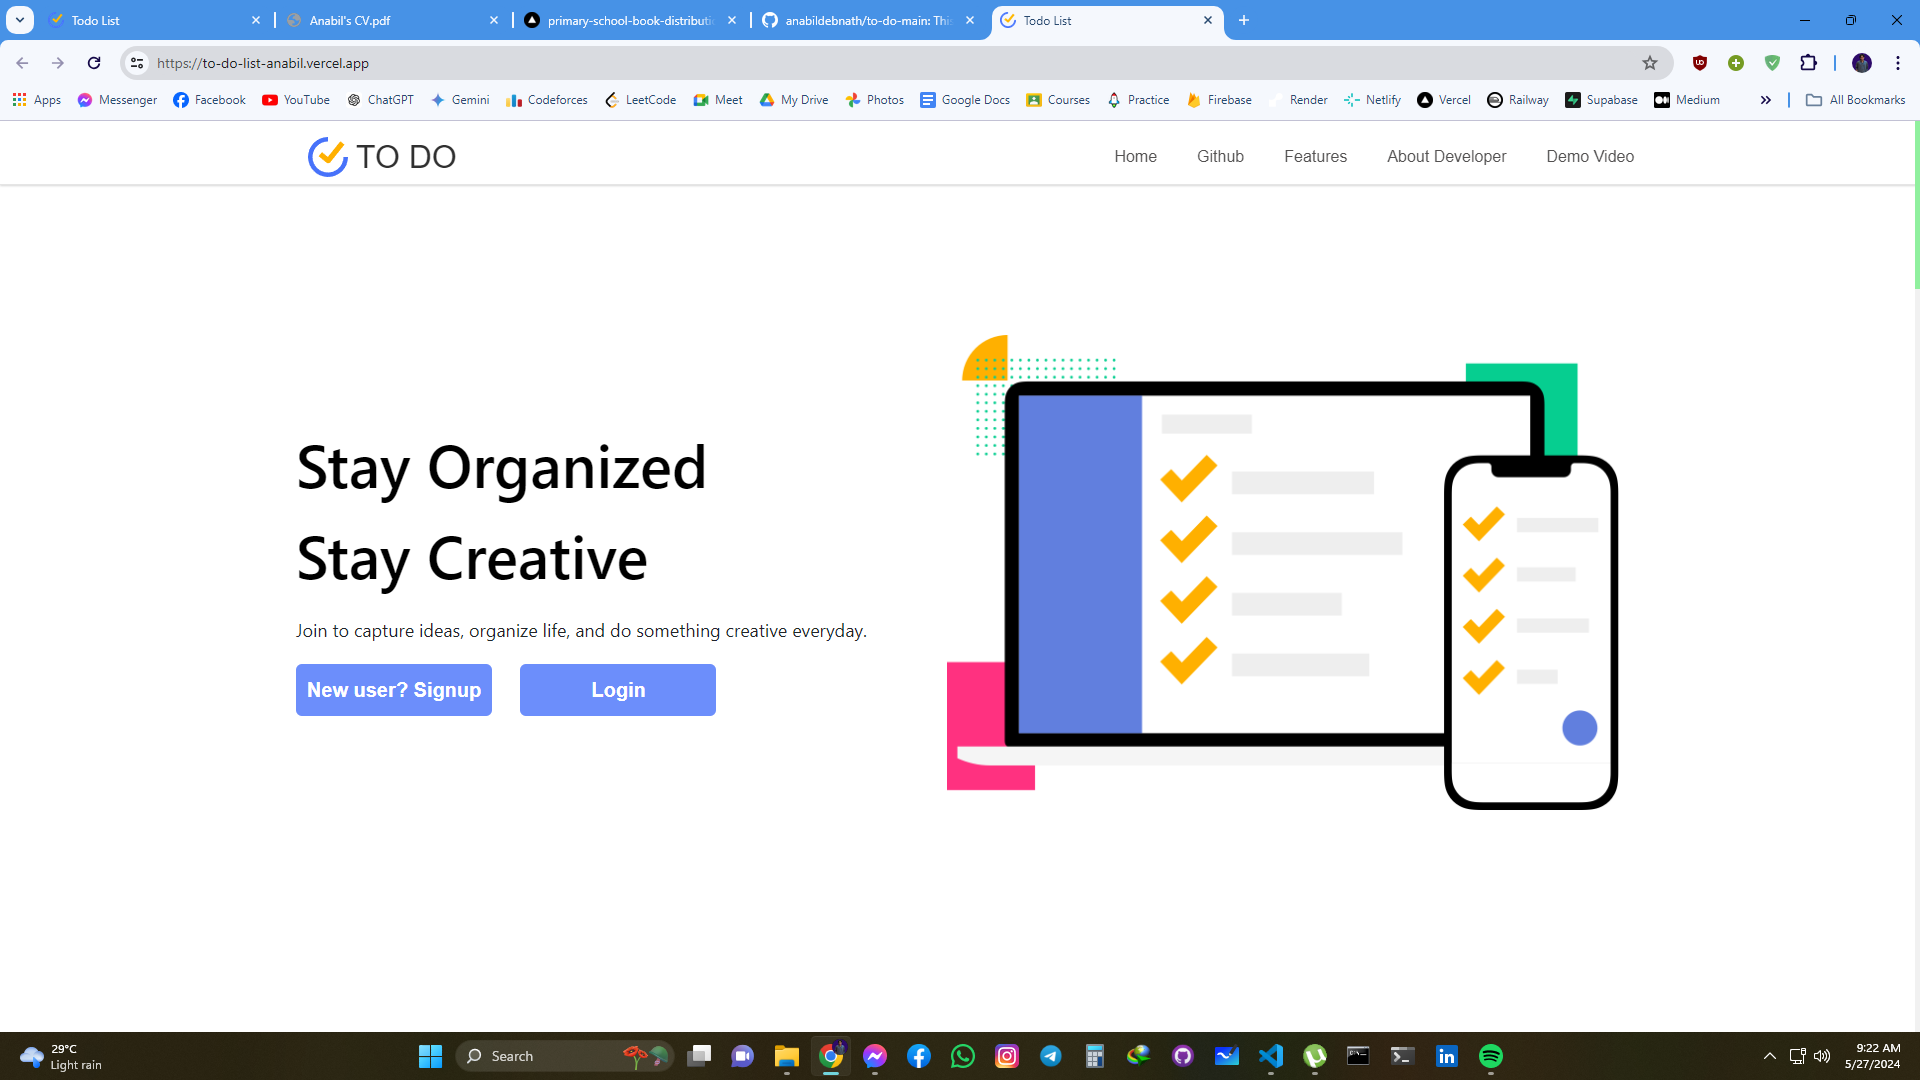 Todo List
Anabil's CV.pdf
primary-school-book-distributi
anabildebnath/to-do-main: This
Todo List
https://to-do-list-anabil.vercel.app
Apps
Messenger
Facebook
YouTube
ChatGPT
Gemini
Codeforces
LeetCode
Meet
My Drive
Photos
Google Docs
Courses
Practice
Firebase
Render
Netlify
Vercel
Railway
Supabase
Medium
All Bookmarks
TO DO
Home
Github
Features
About Developer
Demo Video
Stay Organized
Stay Creative
Join to capture ideas, organize life, and do something creative everyday.
New user? Signup
Login
29°C
Light rain
Search
9:22 AM
5/27/2024